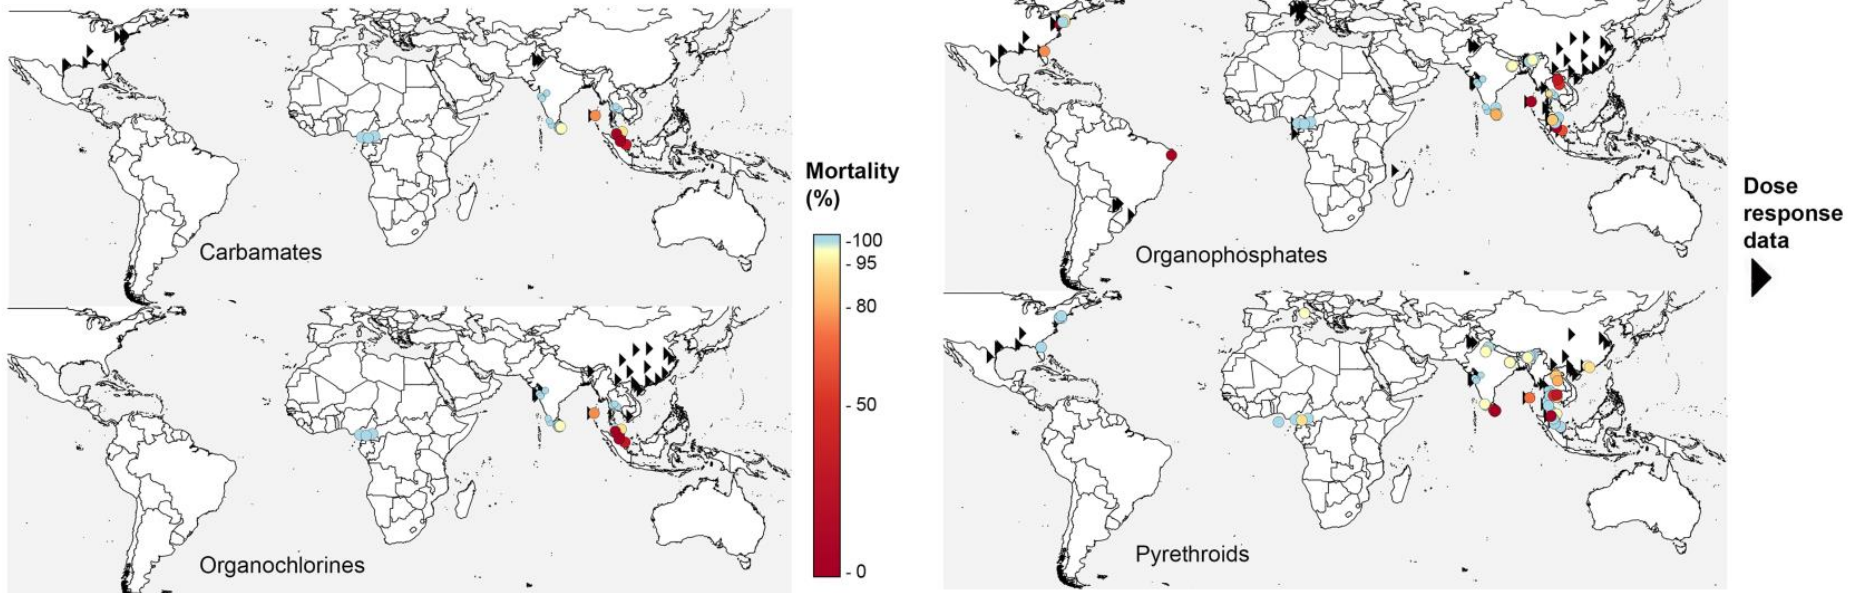 Carbamates
Organochlorines
Mortality
(%)
- 100
- 95
- 80
- 50
- 0
Organophosphates
Pyrethroids
Dose
response
data